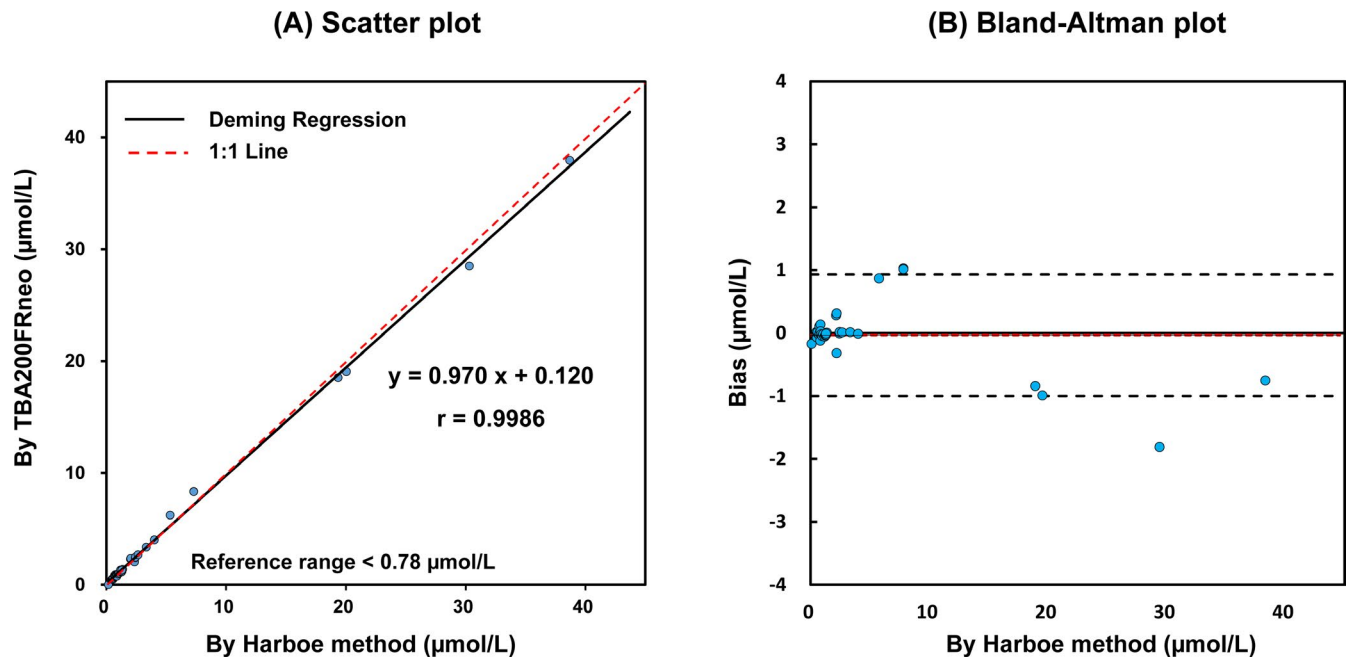 (A) Scatter plot
By TBA200FRneo (μmol/L)
40
30
20
10
0
Deming Regression
1:1 Line
y = 0.970 x + 0.120
r = 0.9986
Reference range < 0.78 μmol/L
0 10 20 30 40
By Harboe method (μmol/L)
(B) Bland-Altman plot
Bias (μmol/L)
4
3
2
1
0
-1
-2
-3
-4
0 10 20 30 40
By Harboe method (μmol/L)